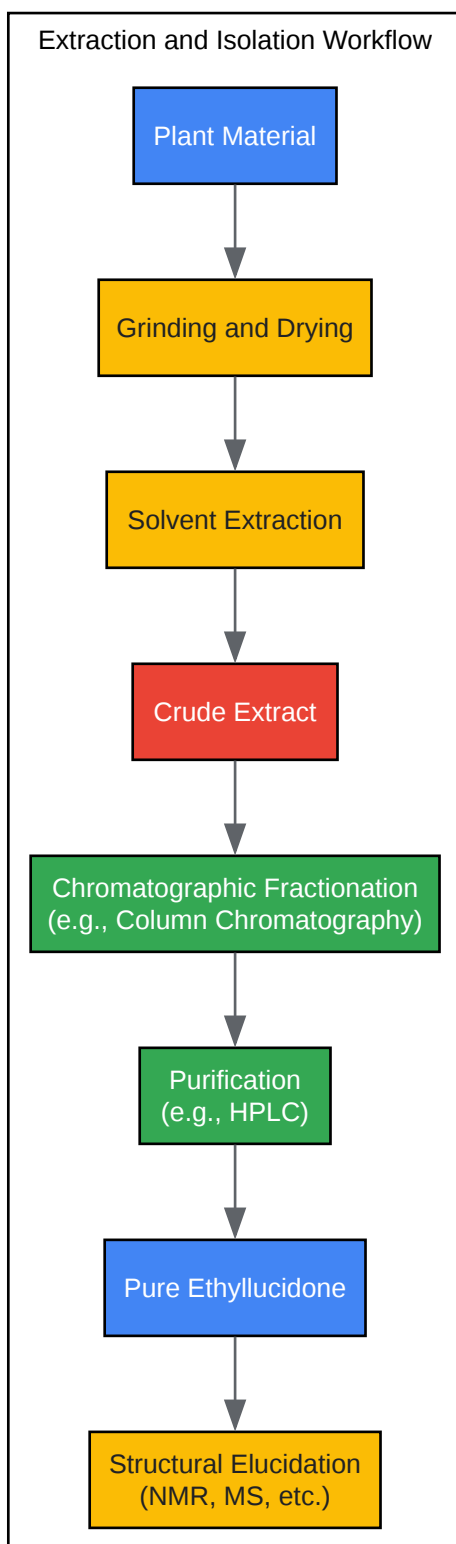 Extraction and Isolation Workflow
Plant Material
Grinding and Drying
Solvent Extraction
Crude Extract
Chromatographic Fractionation
(e.g., Column Chromatography)
Purification
(e.g., HPLC)
Pure Ethyllucidone
Structural Elucidation
(NMR, MS, etc.)